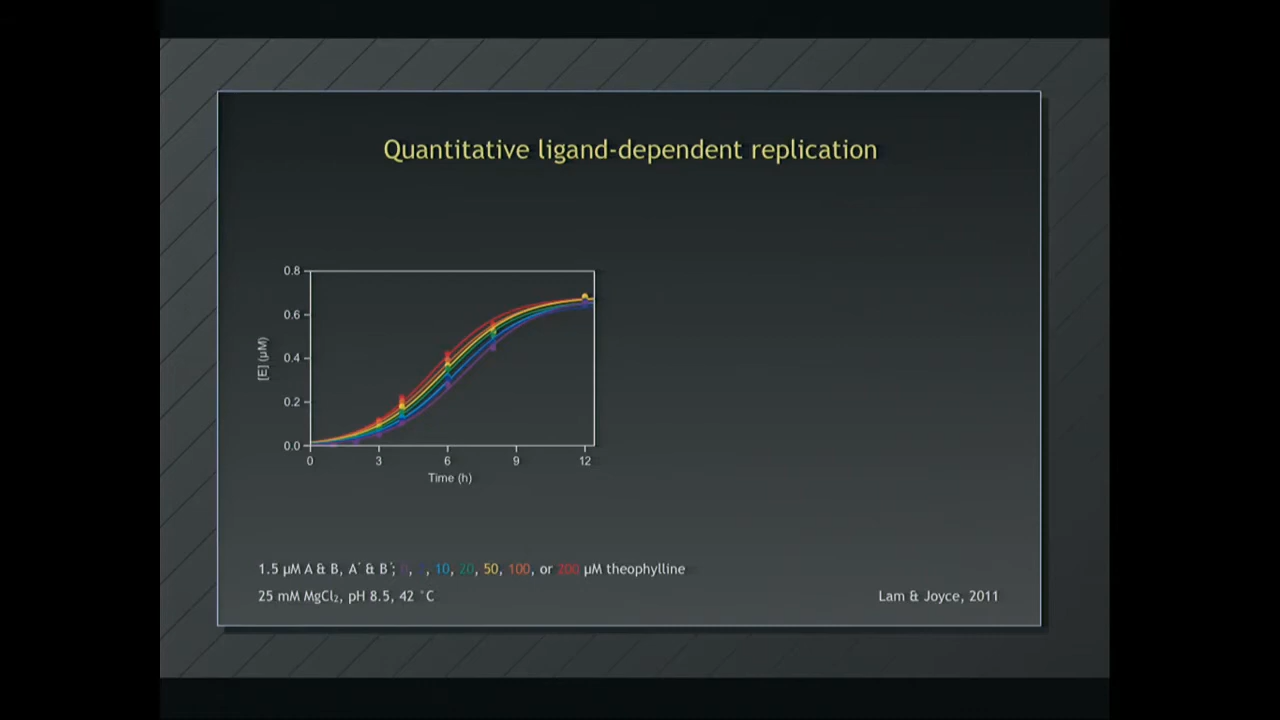 Quantitative ligand-dependent replication
0.8
0.6
0.4
0.2
0.0
[E] (µM)
0 3 6 9 12
Time (h)
1.5 µM A & B, A´ & B´; 0, , 10, 20, 50, 100, or 200 µM theophylline
25 mM MgCl₂, pH 8.5, 42 °C
Lam & Joyce, 2011